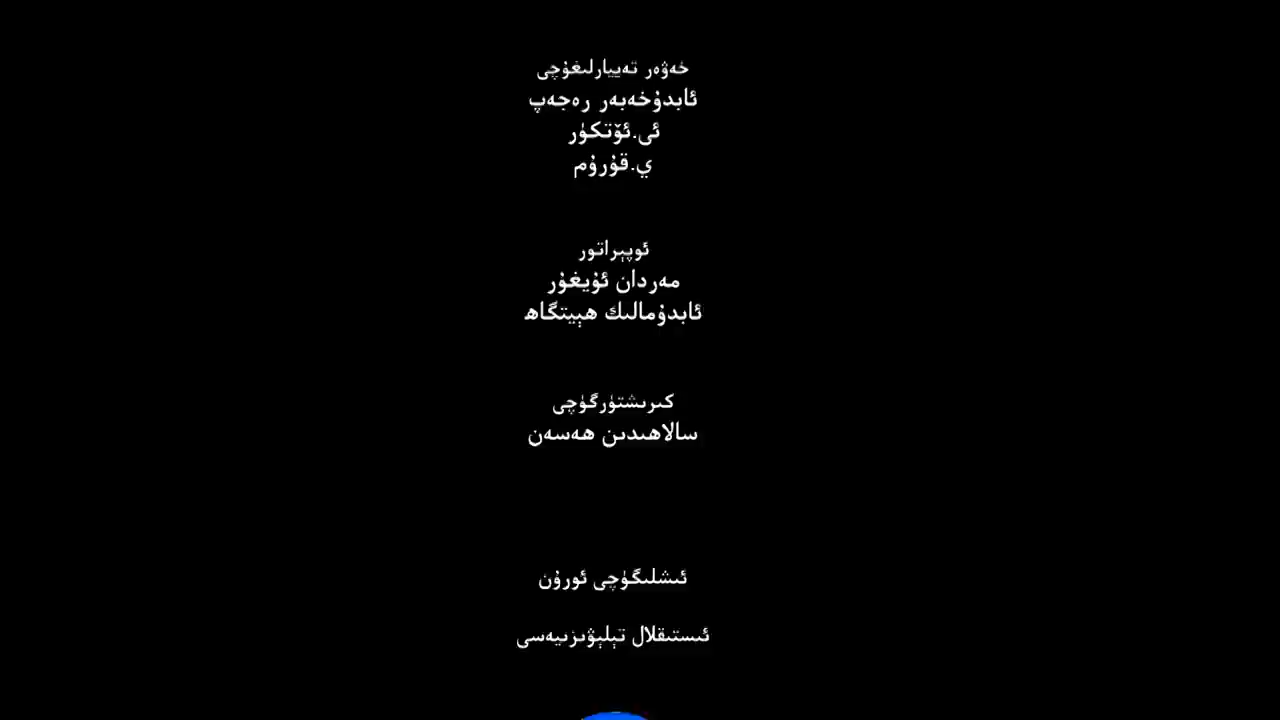 خەۋەر تەييارلىغۇچى
ئابدۇخەبەر رەجەپ
ئى.ئۆتكۈر
ي.قۇرۇم
ئوپېراتور
مەردان ئۇيغۇر
ئابدۇمالىك ھېيتگاھ
كىرىشتۈرگۈچى
سالاھىدىن ھەسەن
ئىشلىگۈچى ئورۇن
ئىستىقلال تېلېۋىزىيەسى